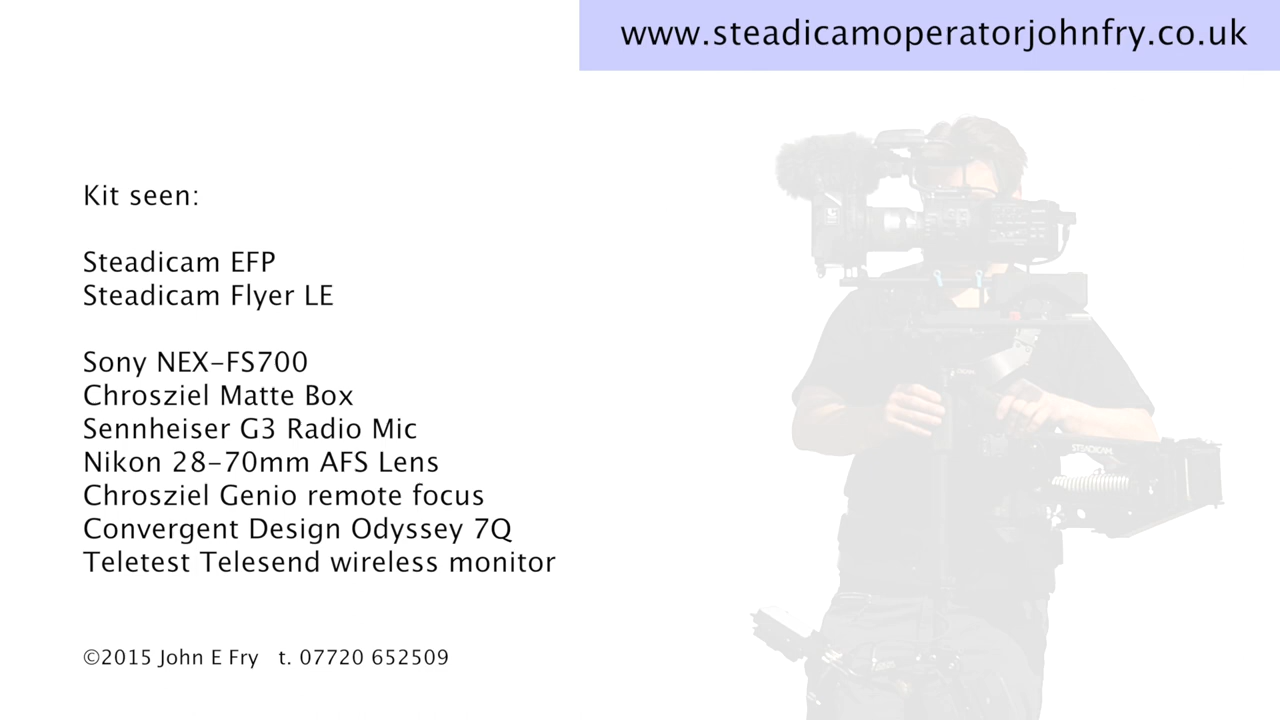 www.steadicamoperatorjohnfry.co.uk
Kit seen:
Steadicam EFP
Steadicam Flyer LE
Sony NEX-FS700
Chrosziel Matte Box
Sennheiser G3 Radio Mic
Nikon 28-70mm AFS Lens
Chrosziel Genio remote focus
Convergent Design Odyssey 7Q
Teletest Telesend wireless monitor
©2015 John E Fry t. 07720 652509
STEADICAM